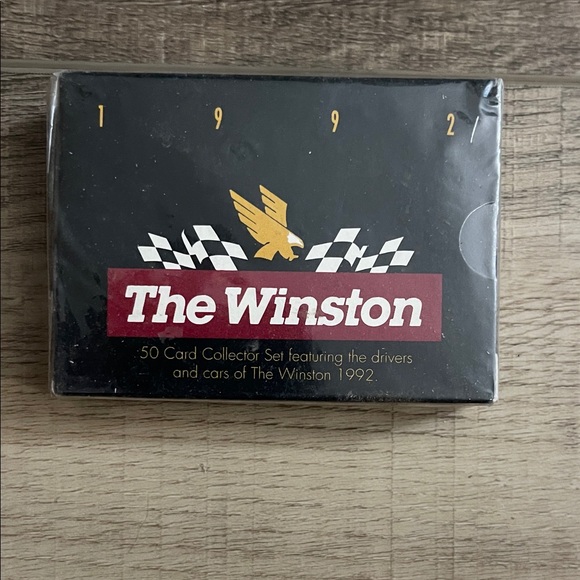 1 9 9 2
The Winston
50 Card Collector Set featuring the drivers
and cars of The Winston 1992.